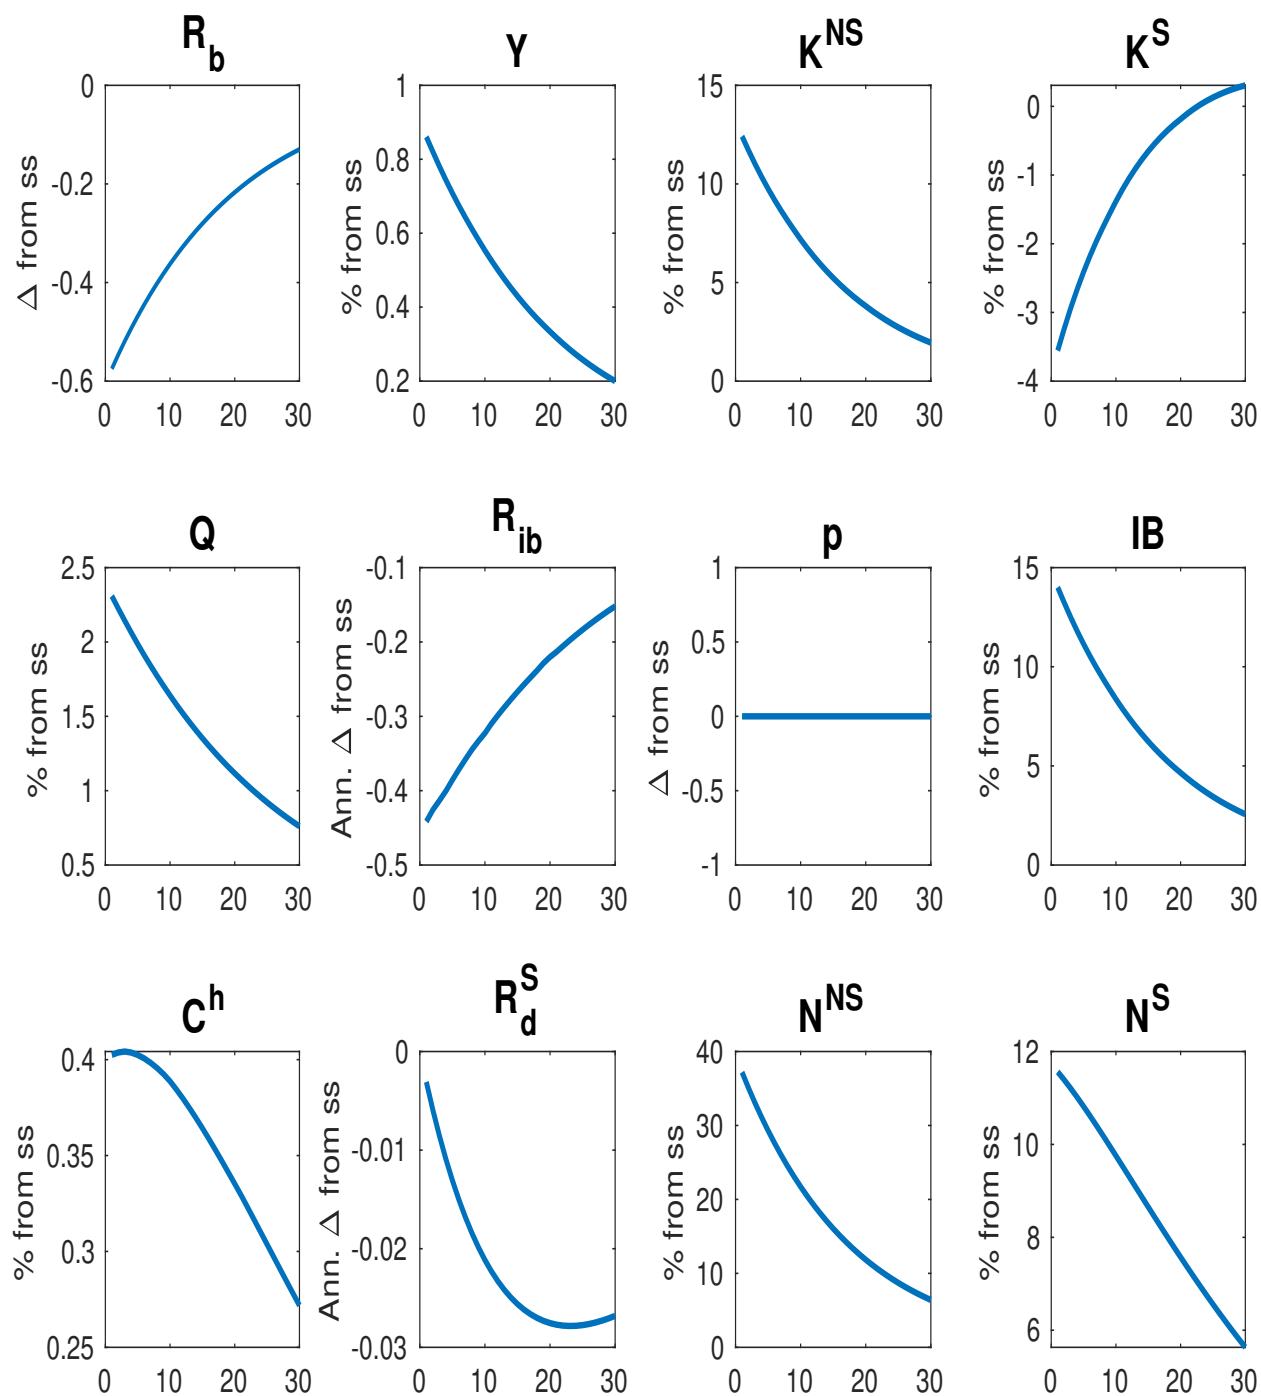 R_b
Y
K^NS
K^S
Δ from ss
0
-0.2
-0.4
-0.6
0 10 20 30
% from ss
1
0.8
0.6
0.4
0.2
0 10 20 30
% from ss
15
10
5
0
0 10 20 30
% from ss
0
-1
-2
-3
-4
0 10 20 30
Q
R_ib
p
IB
% from ss
2.5
2
1.5
1
0.5
0 10 20 30
Ann. Δ from ss
-0.1
-0.2
-0.3
-0.4
-0.5
0 10 20 30
Δ from ss
1
0.5
0
-0.5
-1
0 10 20 30
% from ss
15
10
5
0
0 10 20 30
C^h
R_d^S
N^NS
N^S
% from ss
0.4
0.35
0.3
0.25
0 10 20 30
Ann. Δ from ss
0
-0.01
-0.02
-0.03
0 10 20 30
% from ss
40
30
20
10
0
0 10 20 30
% from ss
12
10
8
6
0 10 20 30